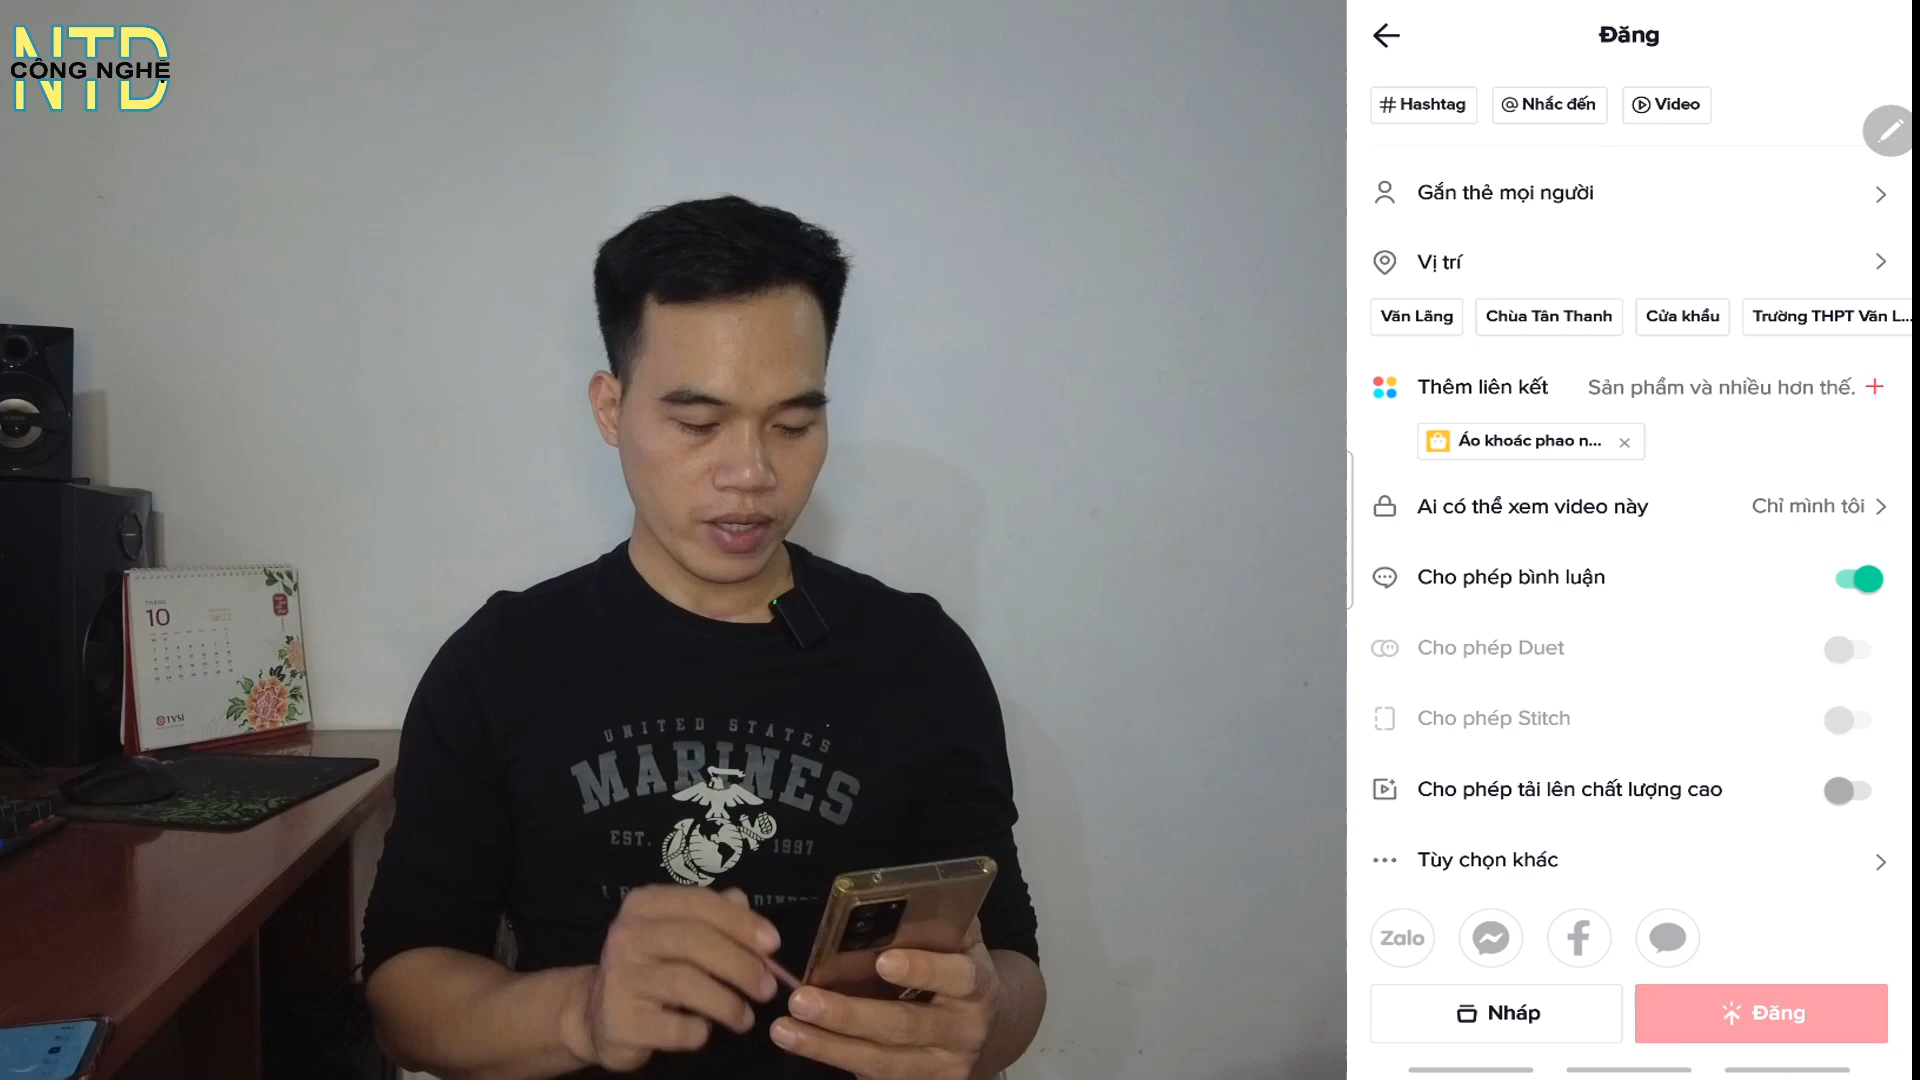 NTD
CÔNG NGHỆ
THÁNG
10
TVSI
UNITED STATES
MARINES
EST.
1997
Đăng
# Hashtag
@ Nhắc đến
Video
Gắn thẻ mọi người
Vị trí
Văn Lãng
Chùa Tân Thanh
Cửa khẩu
Trường THPT Văn L...
Thêm liên kết
Sản phẩm và nhiều hơn thế.
Áo khoác phao n...
Ai có thể xem video này
Chỉ mình tôi
Cho phép bình luận
Cho phép Duet
Cho phép Stitch
Cho phép tải lên chất lượng cao
Tùy chọn khác
Zalo
Nháp
Đăng